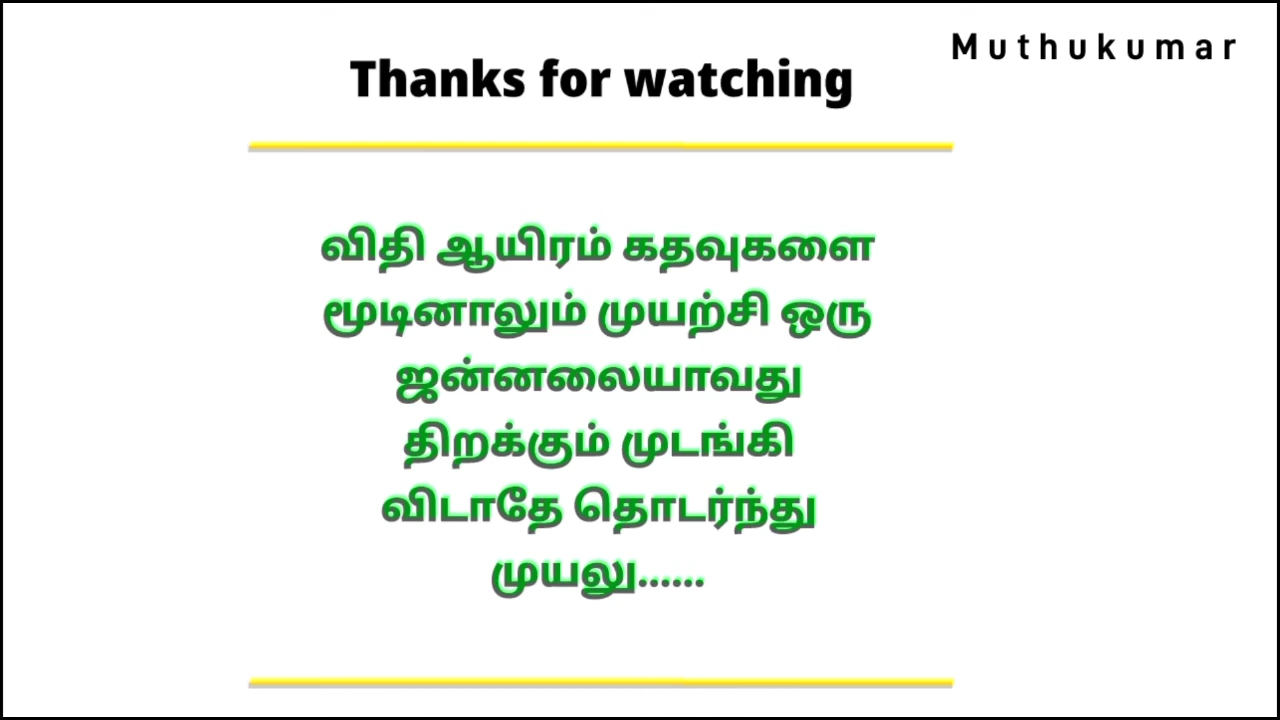 Muthukumar
Thanks for watching
விதி ஆயிரம் கதவுகளை
மூடினாலும் முயற்சி ஒரு
ஜன்னலையாவது
திறக்கும் முடங்கி
விடாதே தொடர்ந்து
முயலு......